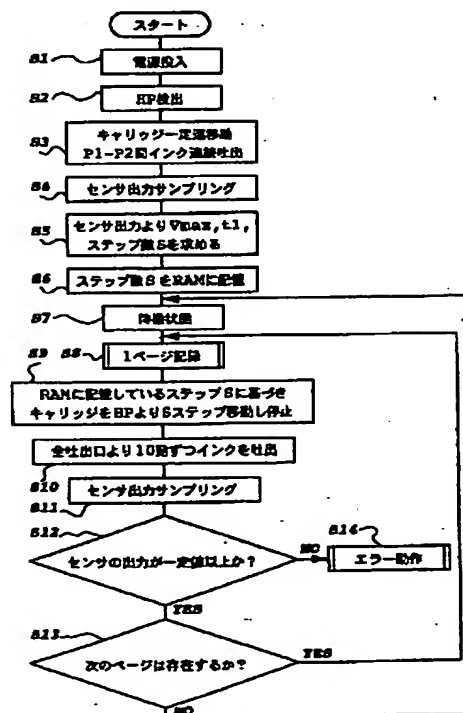 スタート
S1
電源投入
S2
HP検出
S3
キャリッジ一定速移動
P1-P2間インク連続吐出
S4
センサ出力サンプリング
S5
センサ出力よりVmax,t1,
ステップ数Sを求める
S6
ステップ数SをRAMに記憶
S7
待機状態
S9
S8
1ページ記録
RAMに記憶しているステップSに基づき
キャリッジをHPよりSステップ移動し停止
全吐出口より10発ずつインクを吐出
S10
センサ出力サンプリング
S11
S12
センサの出力が一定値以上か?
NO
S14
エラー動作
YES
S13
次のページは存在するか?
YES
NO